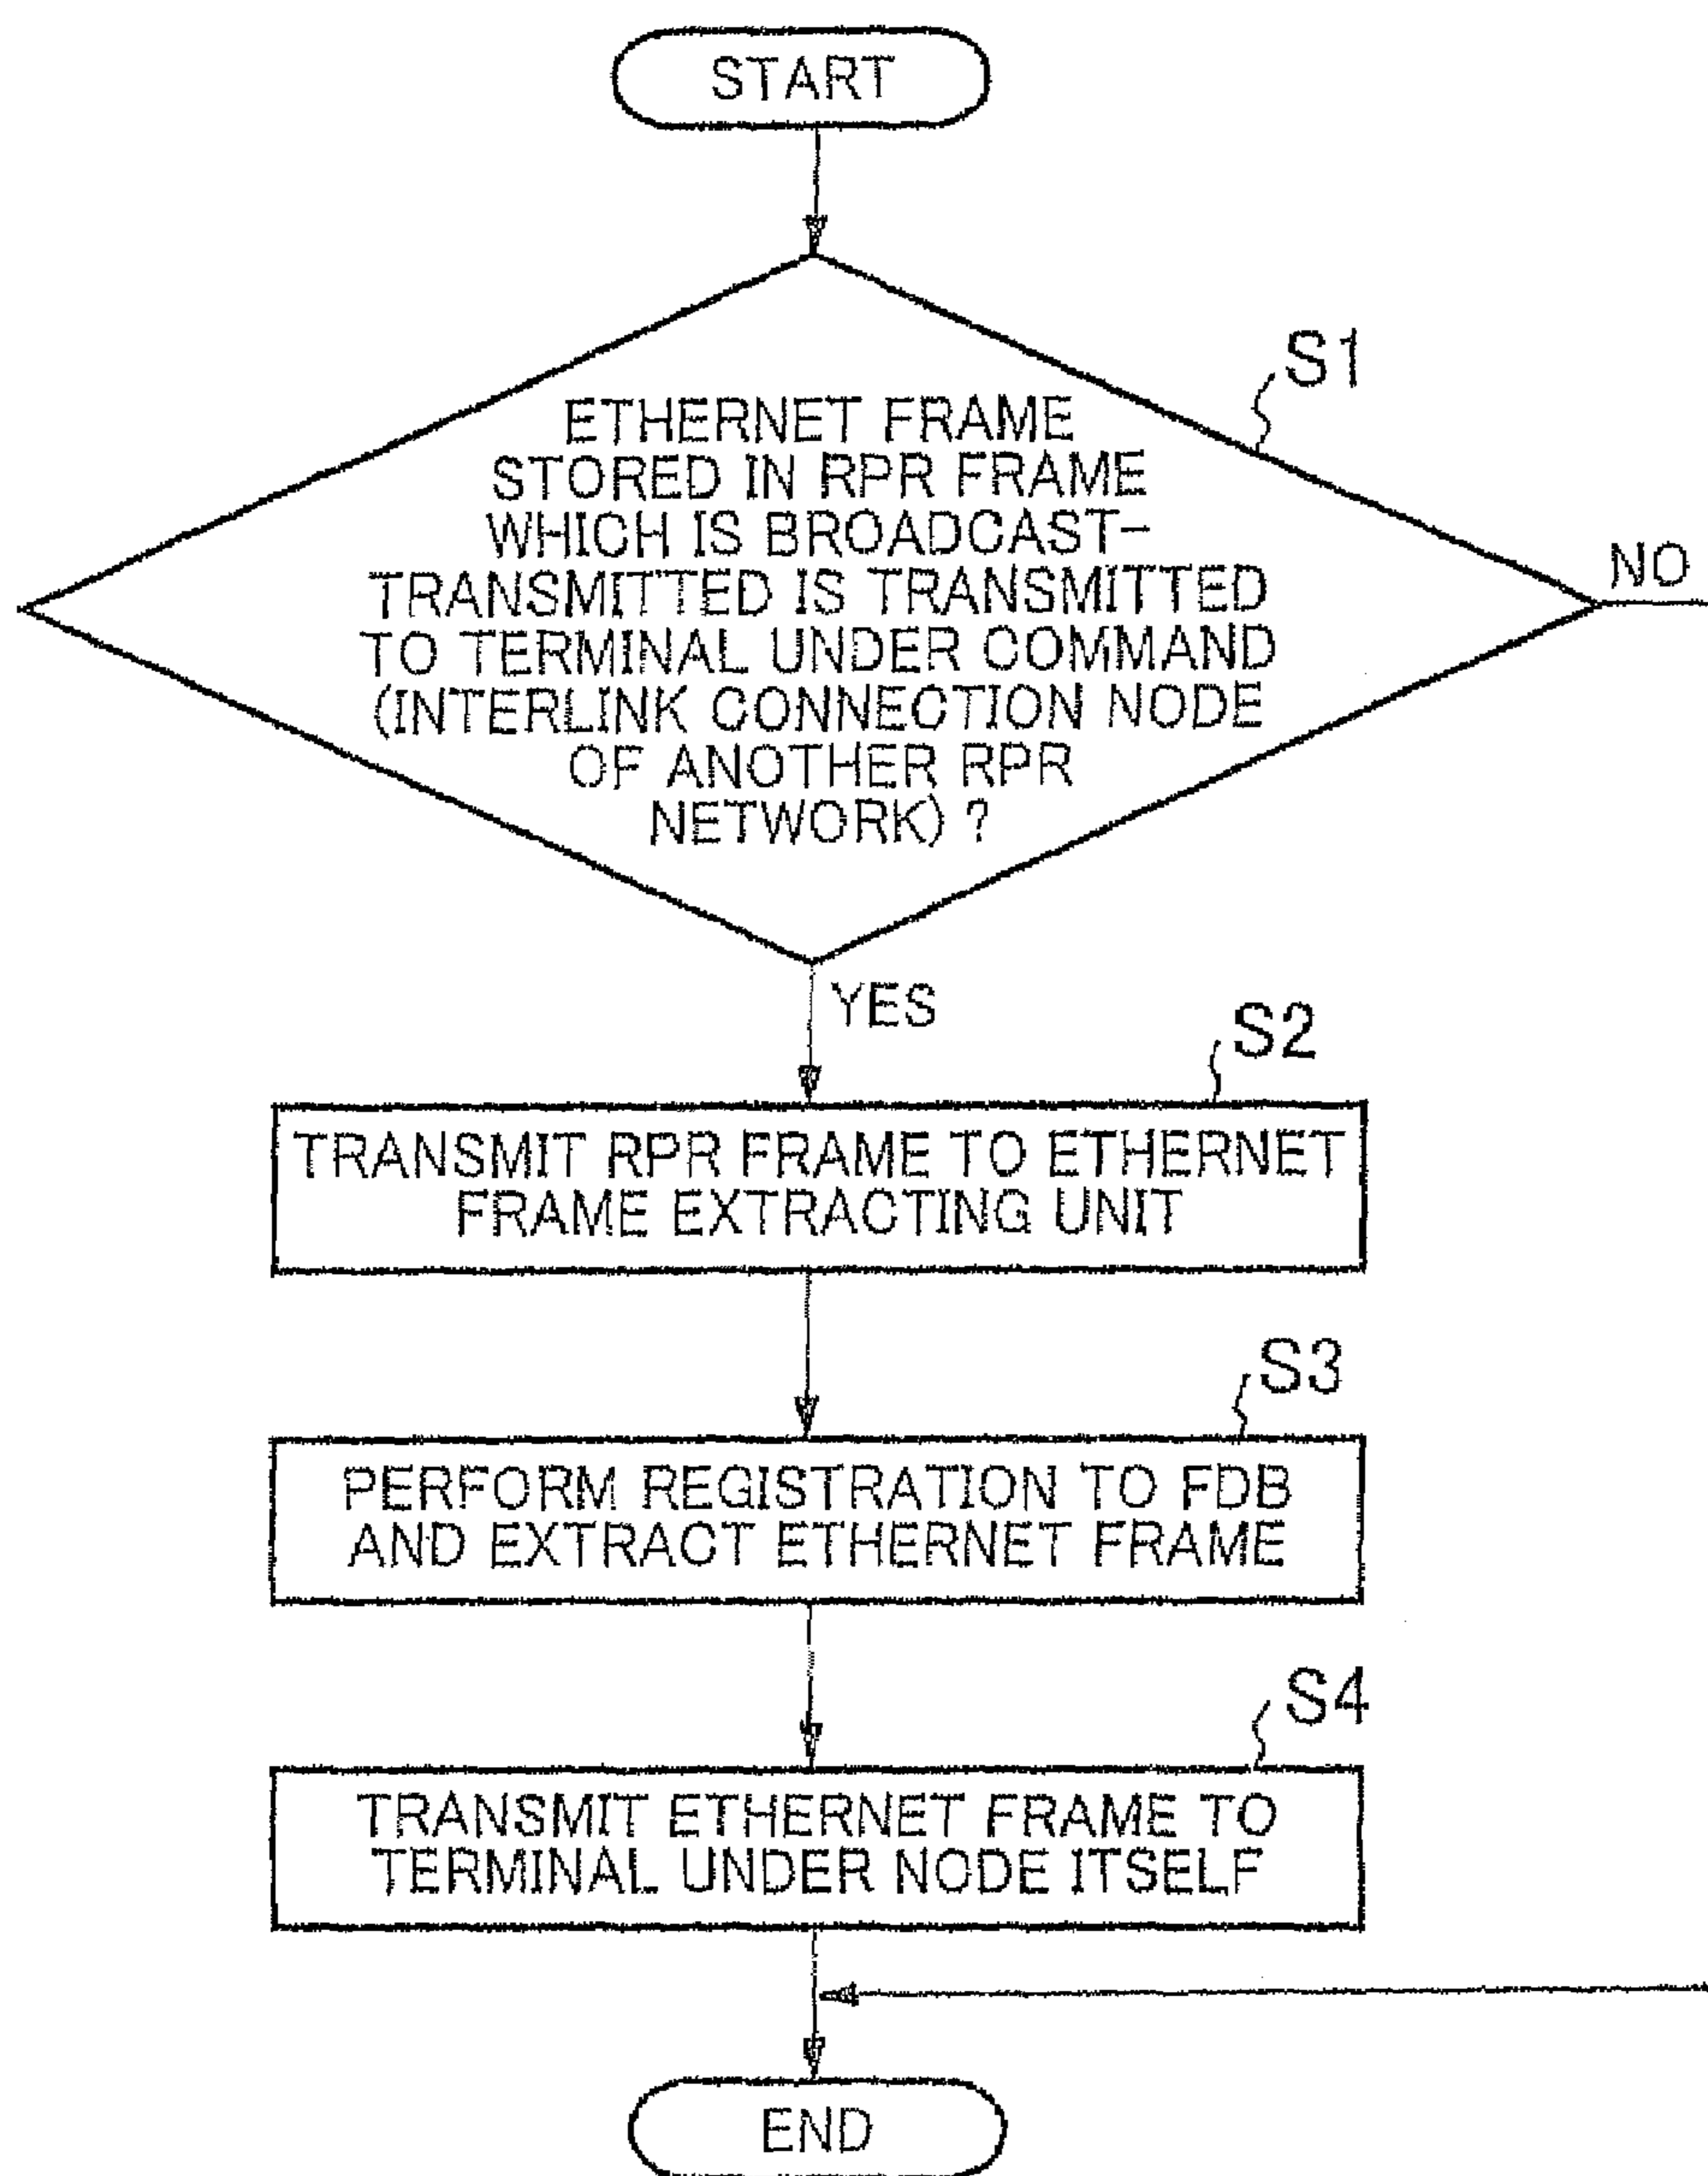 START
S1
ETHERNET FRAME
STORED IN RPR FRAME
WHICH IS BROADCAST-
TRANSMITTED IS TRANSMITTED
TO TERMINAL UNDER COMMAND
(INTERLINK CONNECTION NODE
OF ANOTHER RPR
NETWORK) ?
NO
YES
S2
TRANSMIT RPR FRAME TO ETHERNET
FRAME EXTRACTING UNIT
S3
PERFORM REGISTRATION TO FDB
AND EXTRACT ETHERNET FRAME
S4
TRANSMIT ETHERNET FRAME TO
TERMINAL UNDER NODE ITSELF
END